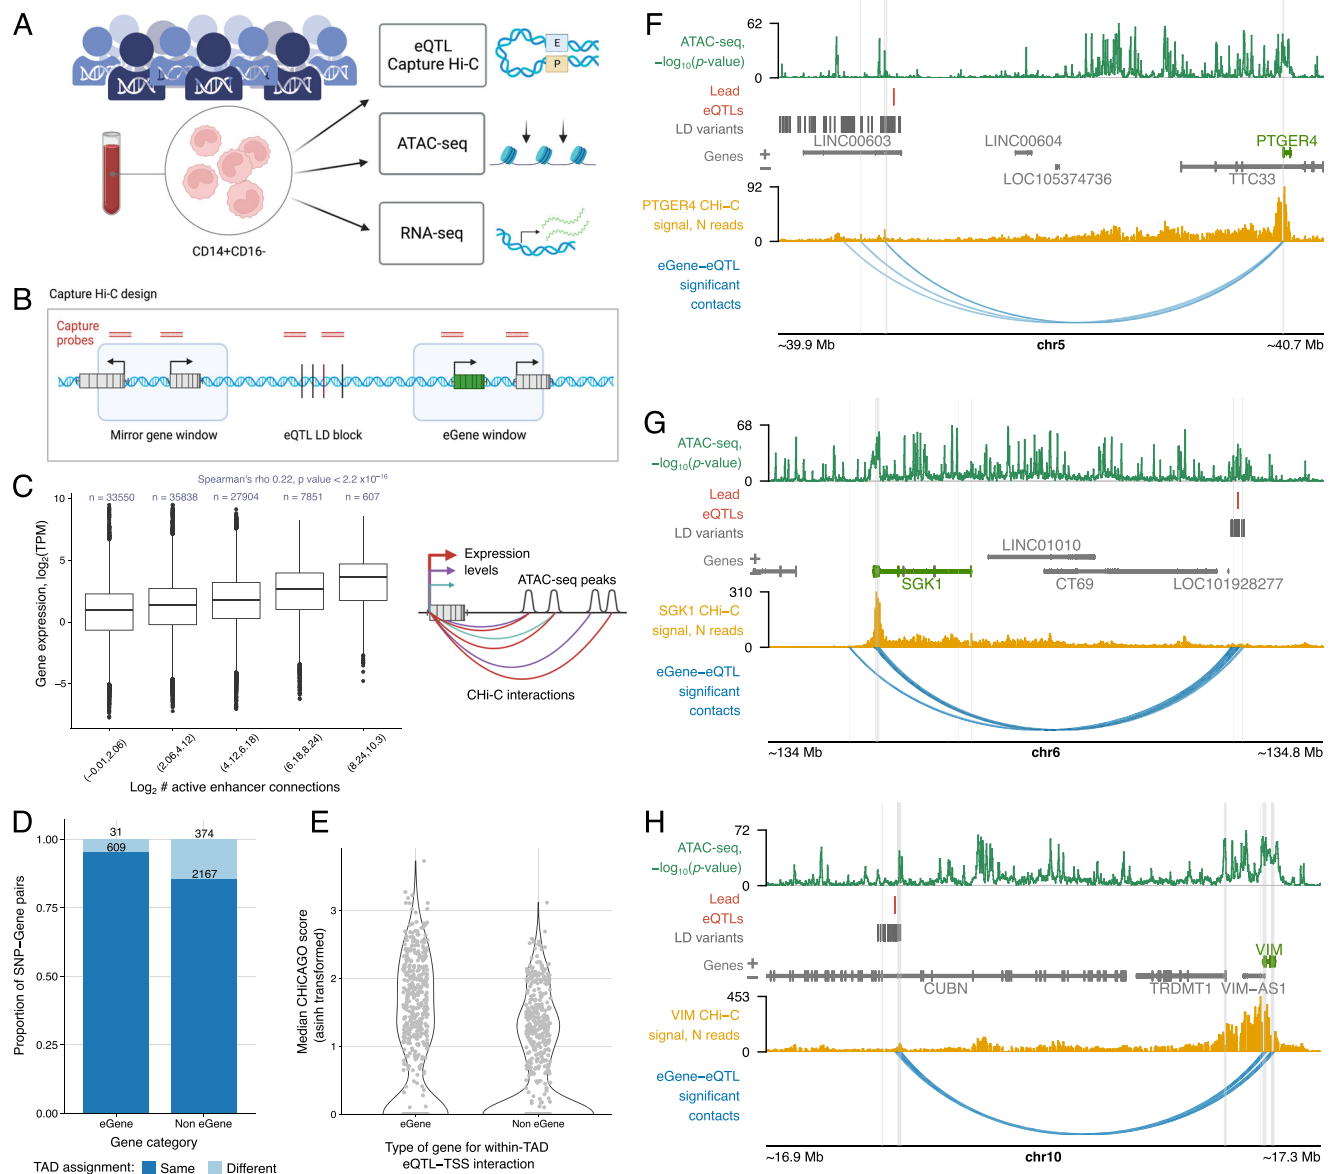 A
eQTL
Capture Hi-C
E
P
ATAC-seq
RNA-seq
CD14+CD16-
B
Capture Hi-C design
Capture
probes
Mirror gene window
eQTL LD block
eGene window
C
Spearman's rho 0.22, p value < 2.2 x10−16
n = 33550
n = 35838
n = 27904
n = 7851
n = 607
Gene expression, log2(TPM)
10
5
0
−5
(−0.01,2.06)
(2.06,4.12)
(4.12,6.18)
(6.18,8.24)
(8.24,10.3)
Log2 # active enhancer connections
Expression
levels
ATAC-seq peaks
CHi-C interactions
D
Proportion of SNP−Gene pairs
1.00
0.75
0.50
0.25
0.00
31
609
374
2167
eGene
Non eGene
Gene category
TAD assignment: Same Different
E
Median CHiCAGO score
(asinh transformed)
3
2
1
0
eGene
Non eGene
Type of gene for within-TAD
eQTL−TSS interaction
F
62
ATAC-seq,
−log10(p-value)
0
Lead
eQTLs
LD variants
LINC00603
LINC00604
PTGER4
Genes + −
LOC105374736
TTC33
92
PTGER4 CHi−C
signal, N reads
0
eGene−eQTL
significant
contacts
~39.9 Mb
chr5
~40.7 Mb
G
68
ATAC-seq,
−log10(p-value)
0
Lead
eQTLs
LD variants
LINC01010
Genes + −
SGK1
CT69
LOC101928277
310
SGK1 CHi−C
signal, N reads
0
eGene−eQTL
significant
contacts
~134 Mb
chr6
~134.8 Mb
H
72
ATAC-seq,
−log10(p-value)
0
Lead
eQTLs
LD variants
VIM
Genes + −
CUBN
TRDMT1
VIM−AS1
453
VIM CHi−C
signal, N reads
0
eGene−eQTL
significant
contacts
~16.9 Mb
chr10
~17.3 Mb